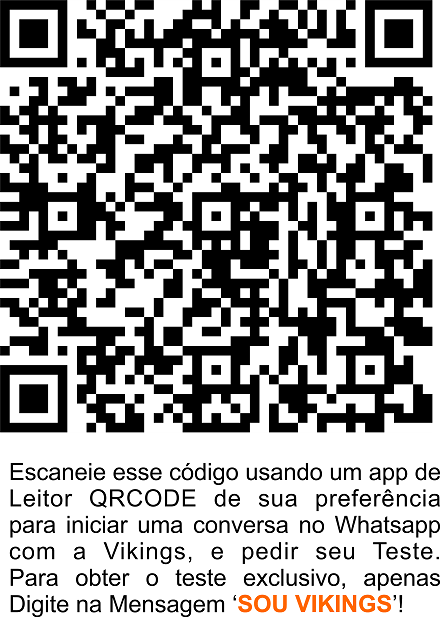 Escaneie esse código usando um app de
Leitor QRCODE de sua preferência
para iniciar uma conversa no Whatsapp
com a Vikings, e pedir seu Teste.
Para obter o teste exclusivo, apenas
Digite na Mensagem ‘SOU VIKINGS’!